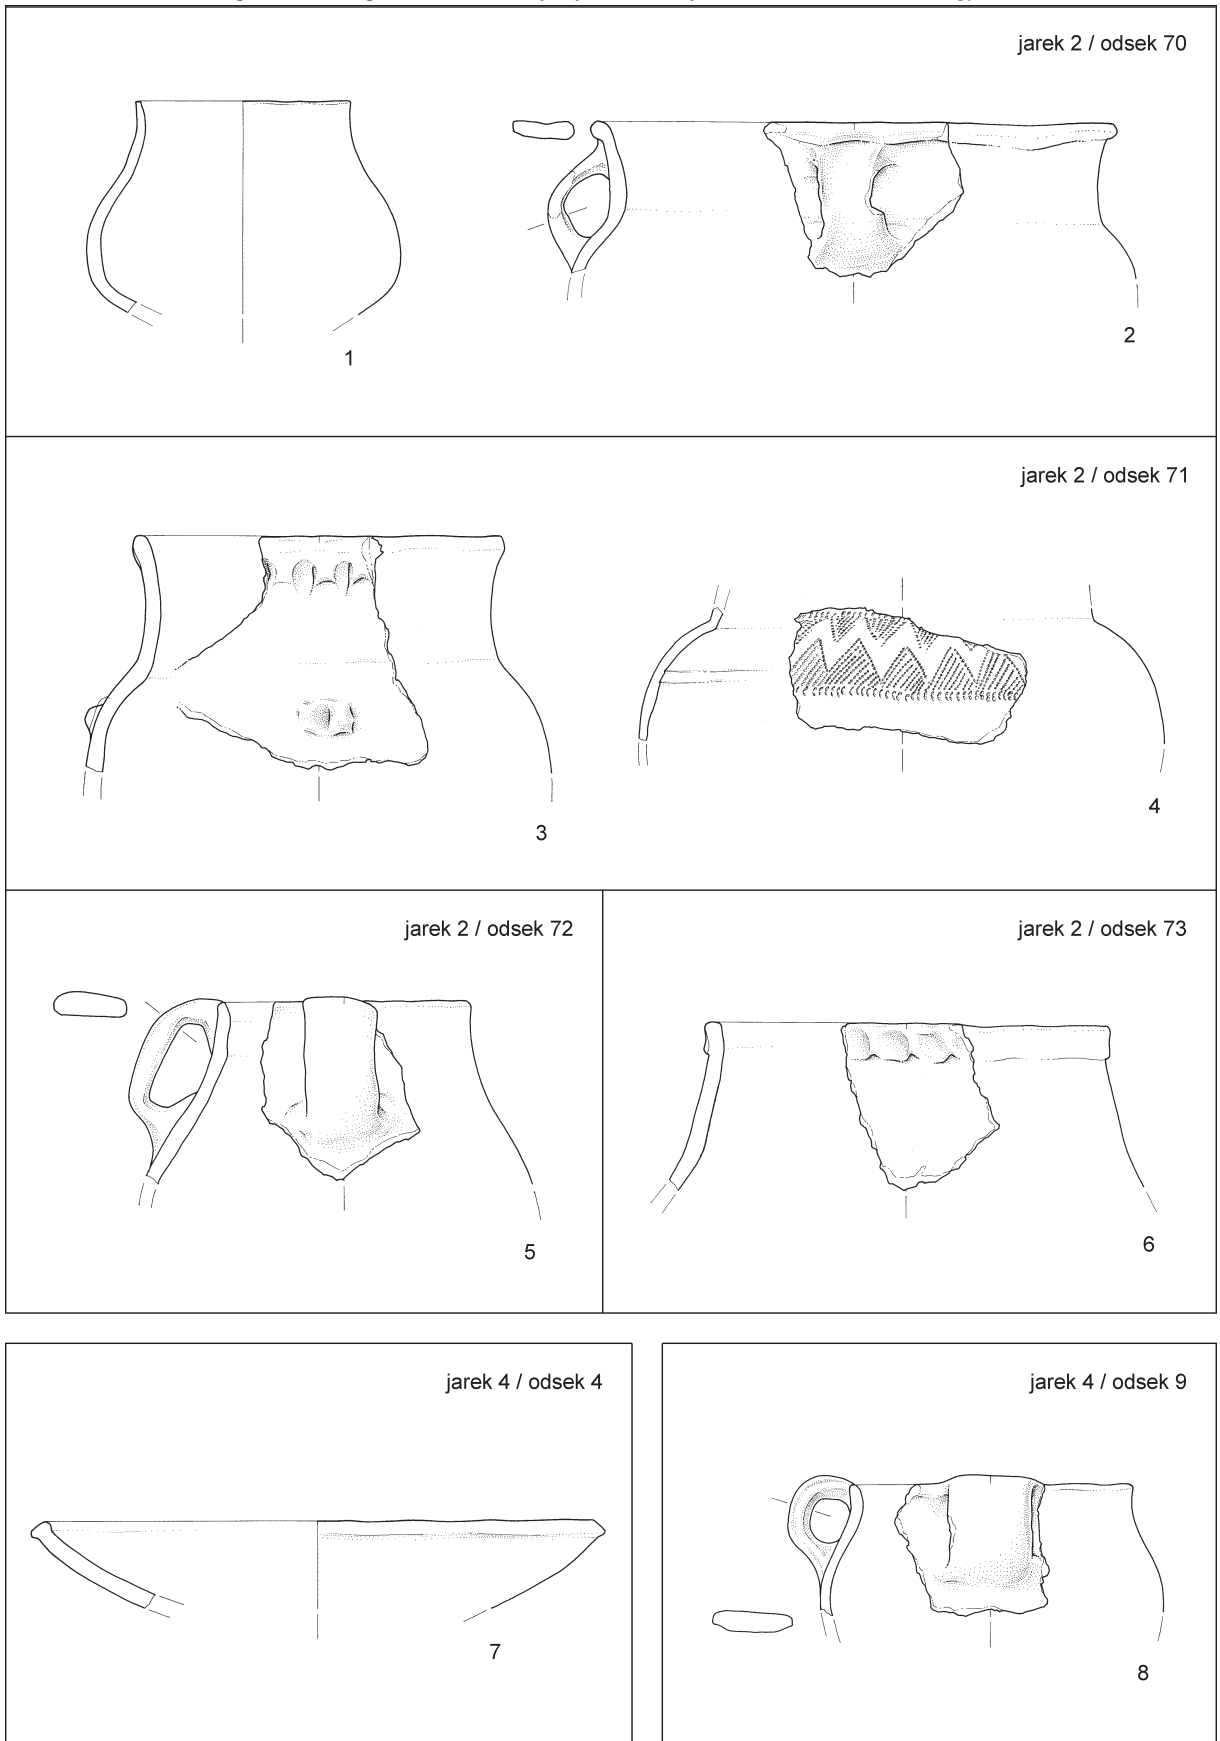 jarek 2 / odsek 70
1
2
jarek 2 / odsek 71
3
4
jarek 2 / odsek 72
5
jarek 2 / odsek 73
6
jarek 4 / odsek 4
7
jarek 4 / odsek 9
8